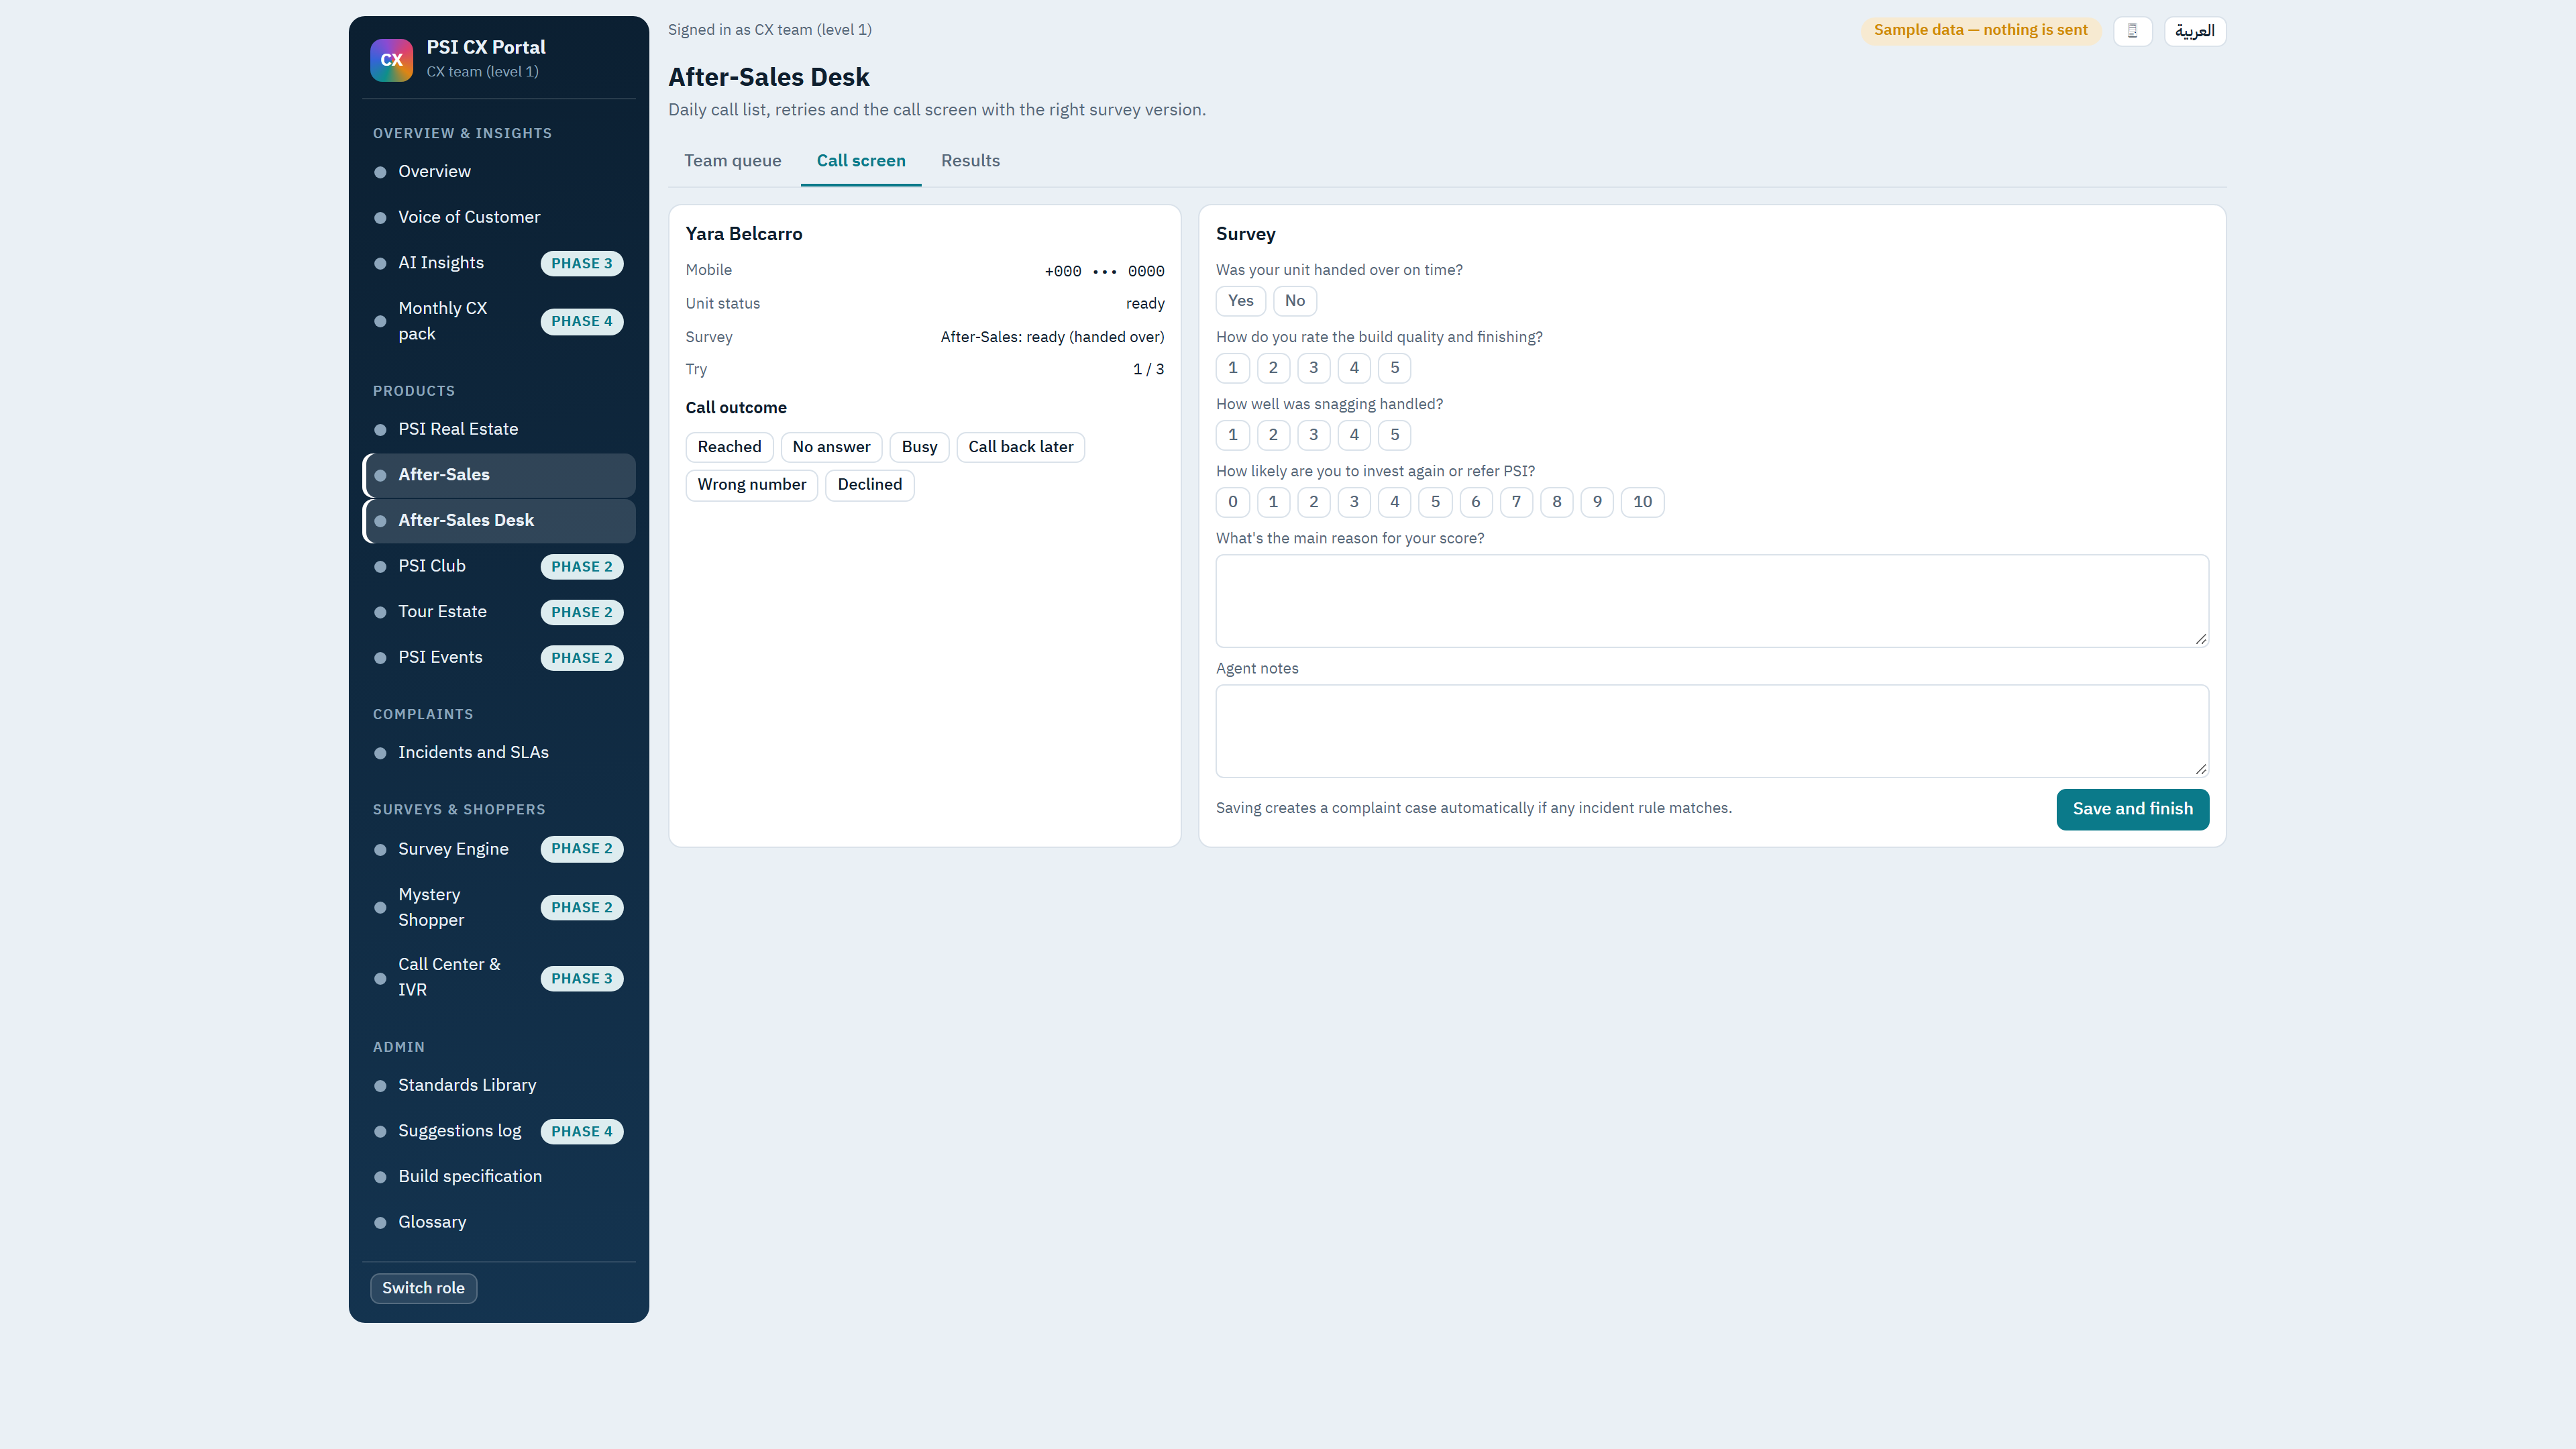 CX
PSI CX Portal
CX team (level 1)
OVERVIEW & INSIGHTS
Overview
Voice of Customer
AI Insights PHASE 3
Monthly CX
pack PHASE 4
PRODUCTS
PSI Real Estate
After-Sales
After-Sales Desk
PSI Club PHASE 2
Tour Estate PHASE 2
PSI Events PHASE 2
COMPLAINTS
Incidents and SLAs
SURVEYS & SHOPPERS
Survey Engine PHASE 2
Mystery
Shopper PHASE 2
Call Center &
IVR PHASE 3
ADMIN
Standards Library
Suggestions log PHASE 4
Build specification
Glossary
Switch role
Signed in as CX team (level 1)
Sample data — nothing is sent
العربية
After-Sales Desk
Daily call list, retries and the call screen with the right survey version.
Team queue Call screen Results
Yara Belcarro
Mobile +000 ••• 0000
Unit status ready
Survey After-Sales: ready (handed over)
Try 1 / 3
Call outcome
Reached No answer Busy Call back later
Wrong number Declined
Survey
Was your unit handed over on time?
Yes No
How do you rate the build quality and finishing?
1 2 3 4 5
How well was snagging handled?
1 2 3 4 5
How likely are you to invest again or refer PSI?
0 1 2 3 4 5 6 7 8 9 10
What's the main reason for your score?
Agent notes
Saving creates a complaint case automatically if any incident rule matches.
Save and finish